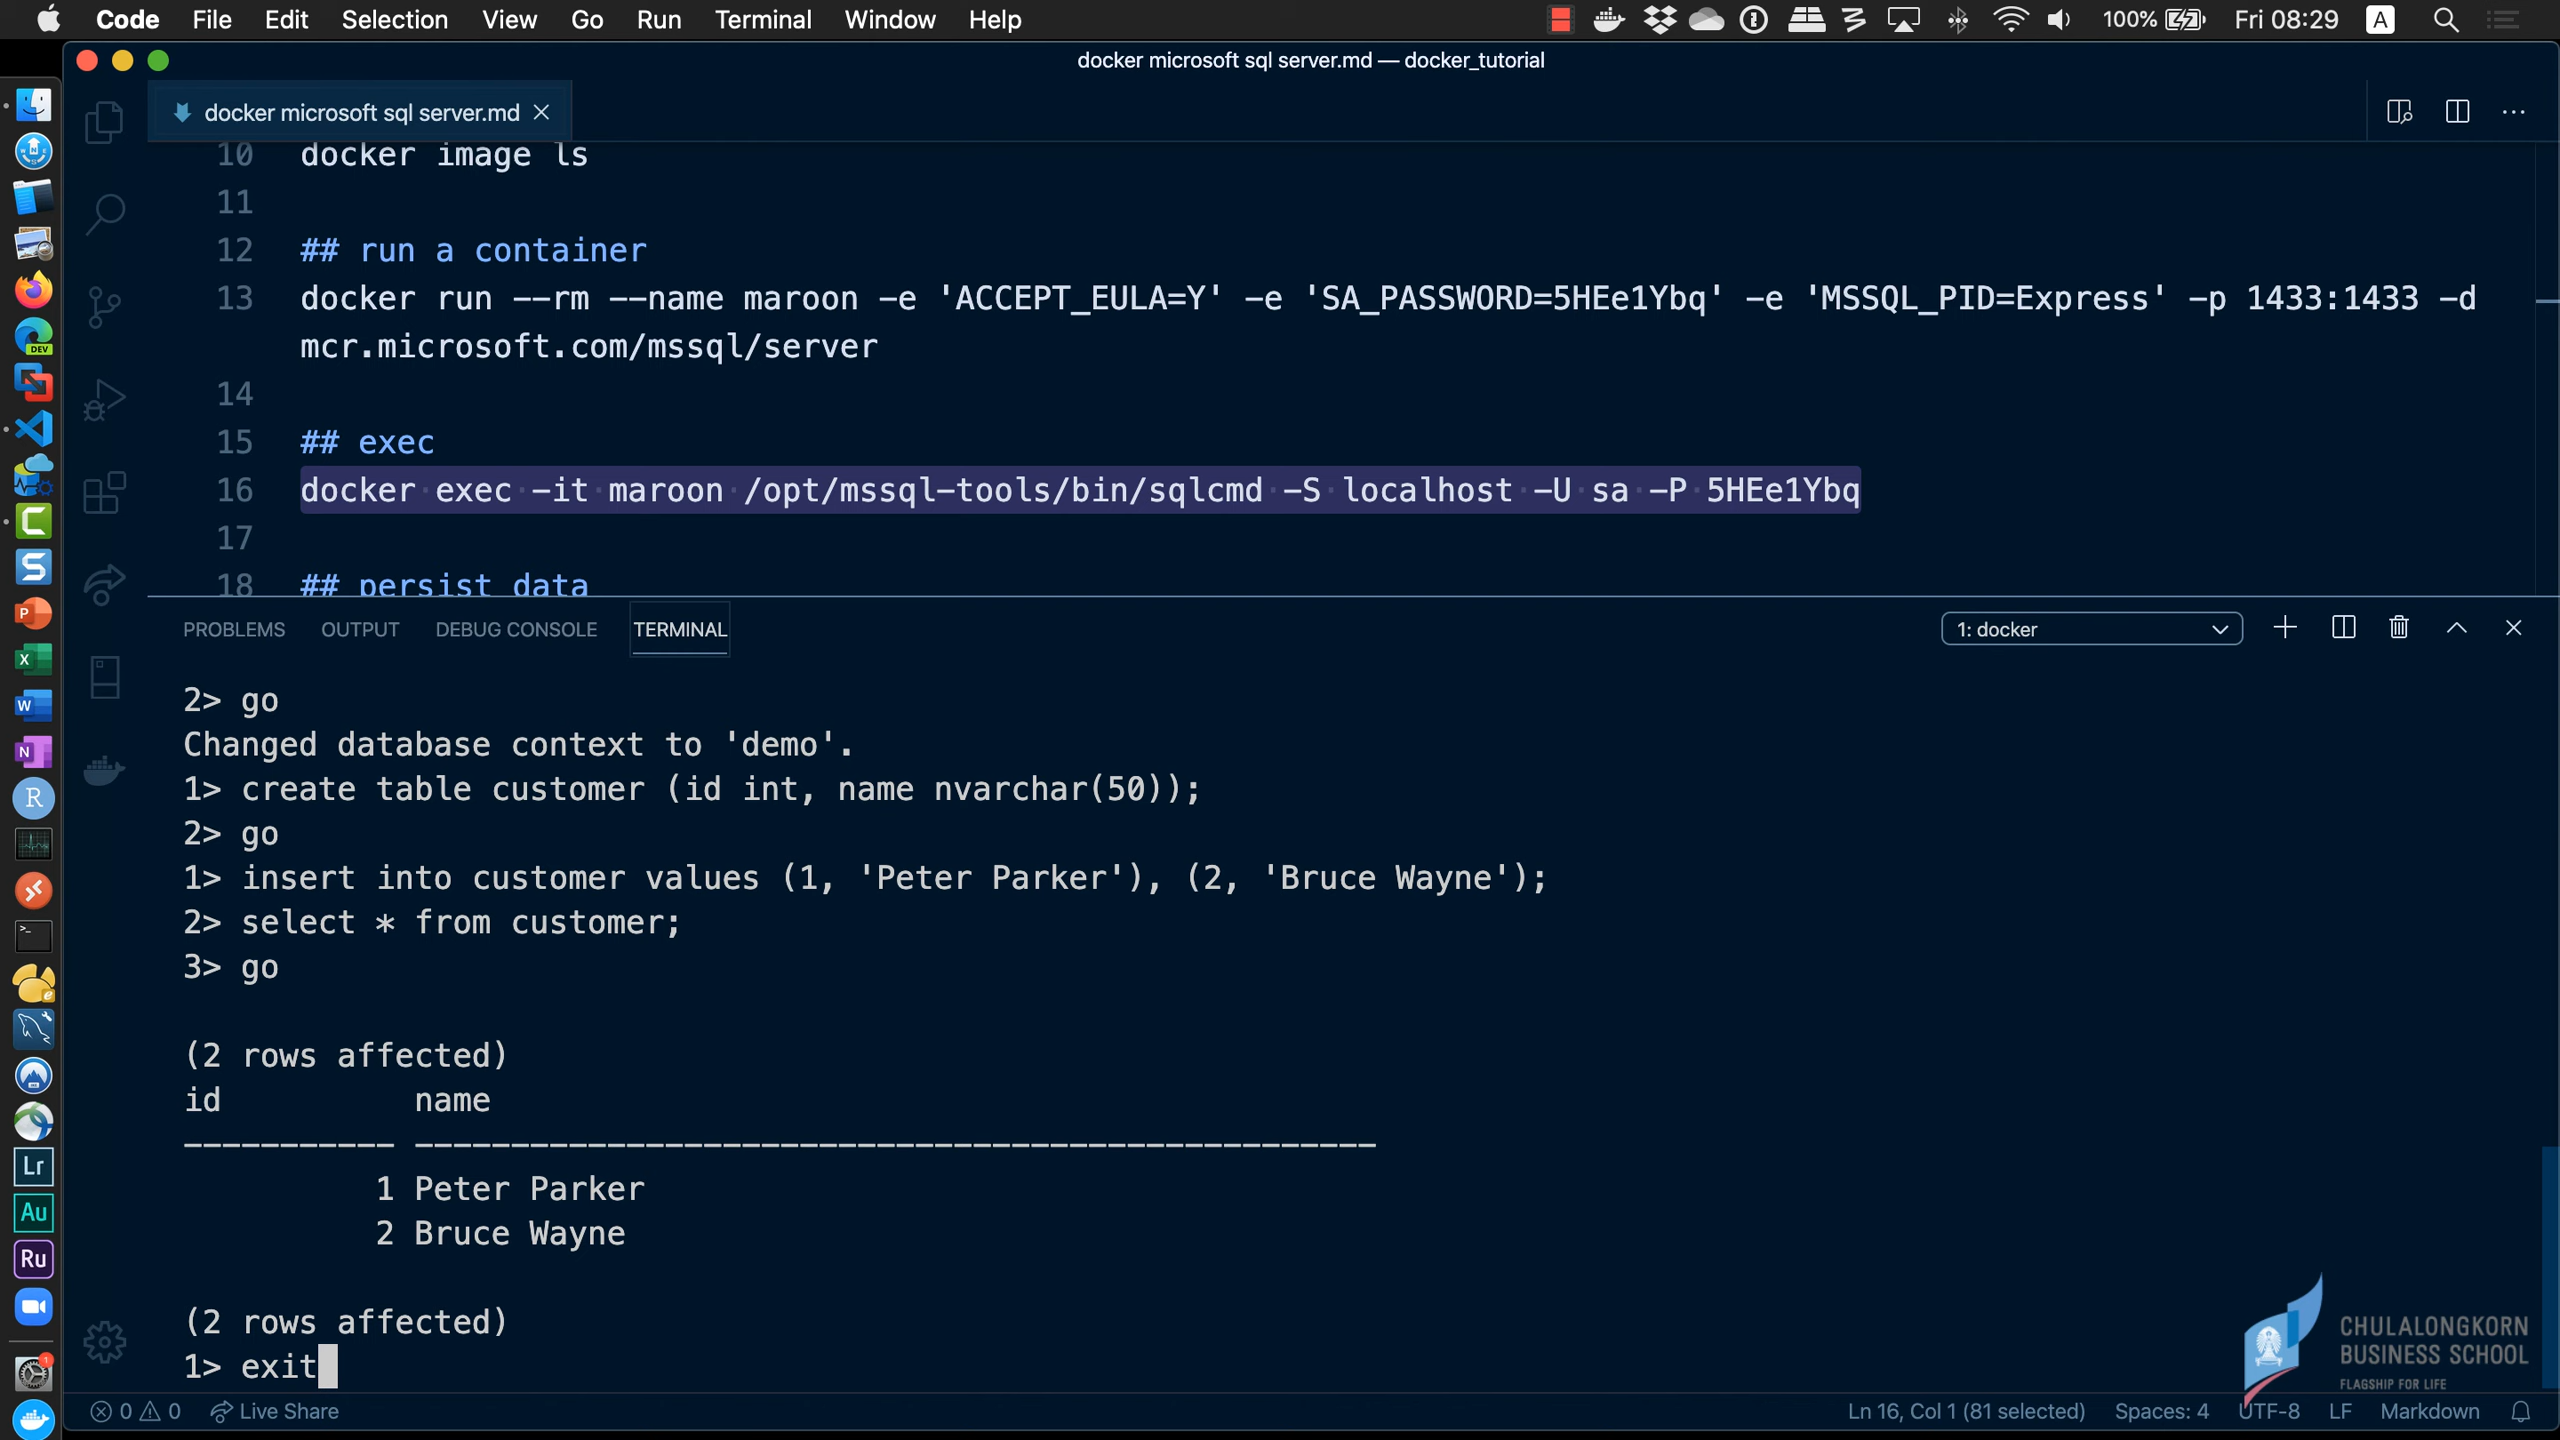 Code File Edit Selection View Go Run Terminal Window Help 100% Fri 08:29 A
docker microsoft sql server.md — docker_tutorial
docker microsoft sql server.md
10 docker image ls
11
12 ## run a container
13 docker run --rm --name maroon -e 'ACCEPT_EULA=Y' -e 'SA_PASSWORD=5HEe1Ybq' -e 'MSSQL_PID=Express' -p 1433:1433 -d
mcr.microsoft.com/mssql/server
14
15 ## exec
16 docker exec -it maroon /opt/mssql-tools/bin/sqlcmd -S localhost -U sa -P 5HEe1Ybq
17
18 ## persist data
PROBLEMS OUTPUT DEBUG CONSOLE TERMINAL 1: docker
2> go
Changed database context to 'demo'.
1> create table customer (id int, name nvarchar(50));
2> go
1> insert into customer values (1, 'Peter Parker'), (2, 'Bruce Wayne');
2> select * from customer;
3> go
(2 rows affected)
id name
----------- --------------------------------------------------
1 Peter Parker
2 Bruce Wayne
(2 rows affected)
1> exit
0 0 Live Share Ln 16, Col 1 (81 selected) Spaces: 4 UTF-8 LF Markdown
CHULALONGKORN
BUSINESS SCHOOL
FLAGSHIP FOR LIFE
DEV
P
X
W
N
R
Lr
Au
Ru